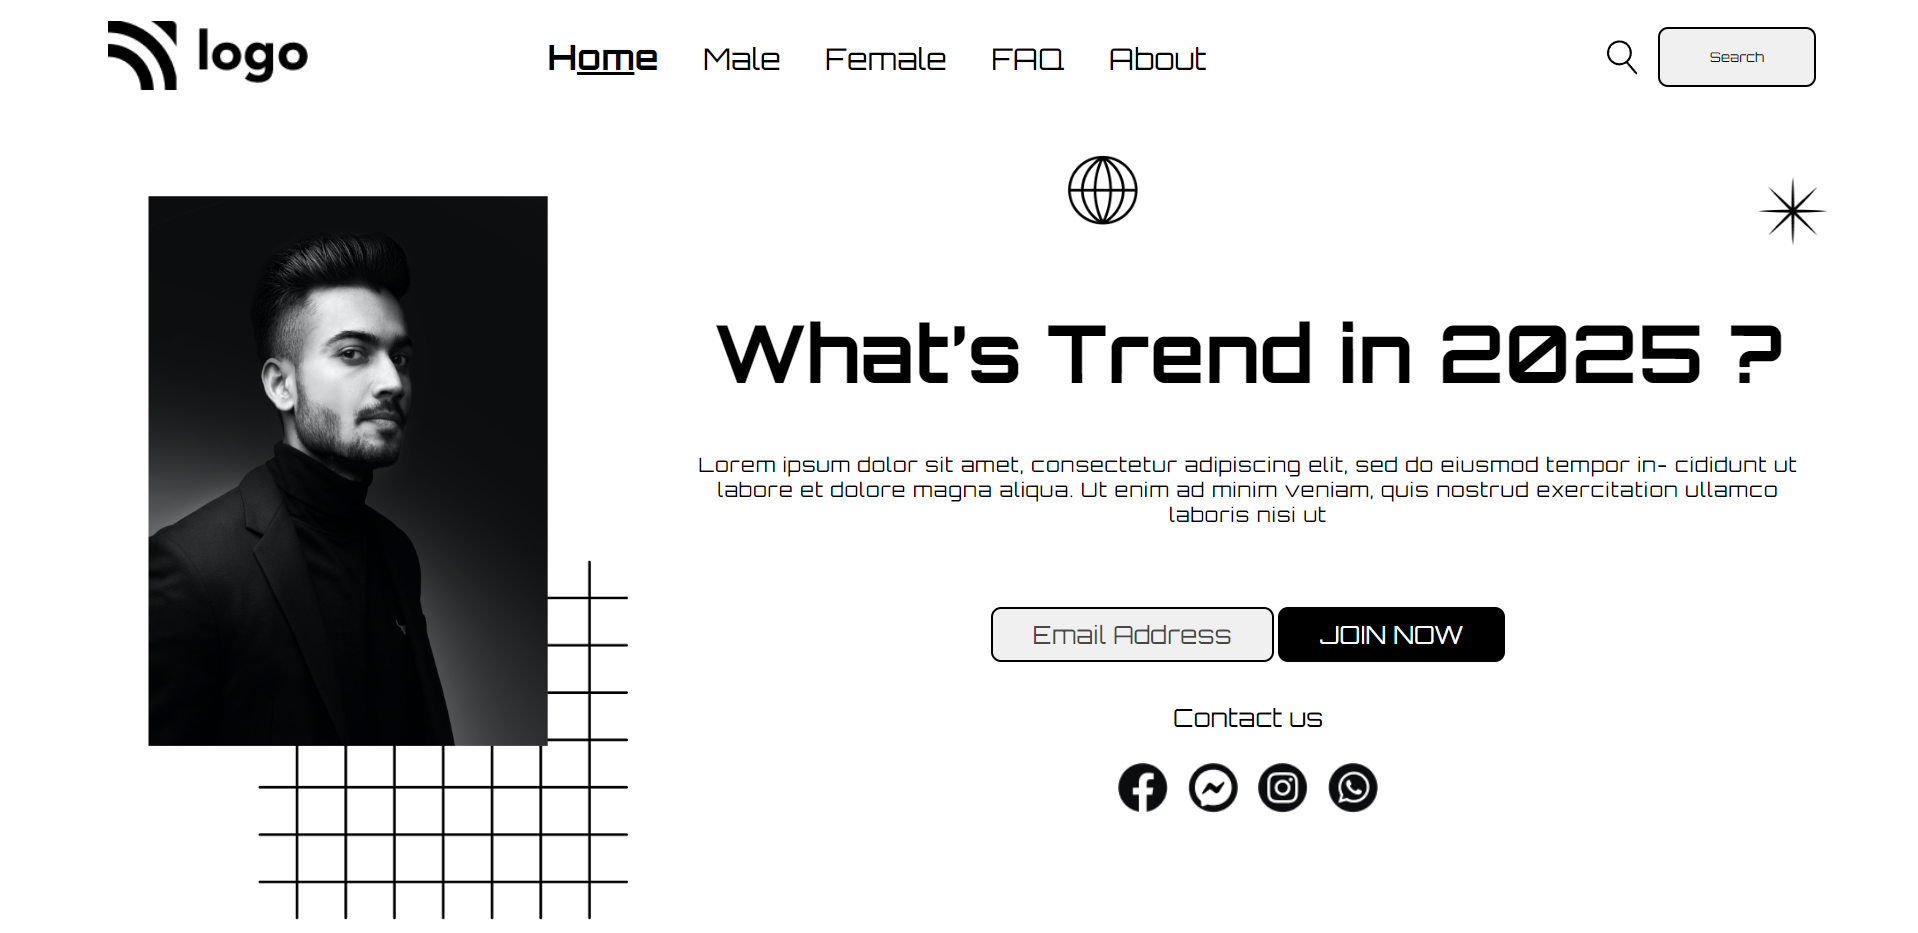 logo
Home Male Female FAQ About
Search
What's Trend in 2025 ?
Lorem ipsum dolor sit amet, consectetur adipiscing elit, sed do eiusmod tempor in- cididunt ut
labore et dolore magna aliqua. Ut enim ad minim veniam, quis nostrud exercitation ullamco
laboris nisi ut
Email Address JOIN NOW
Contact us